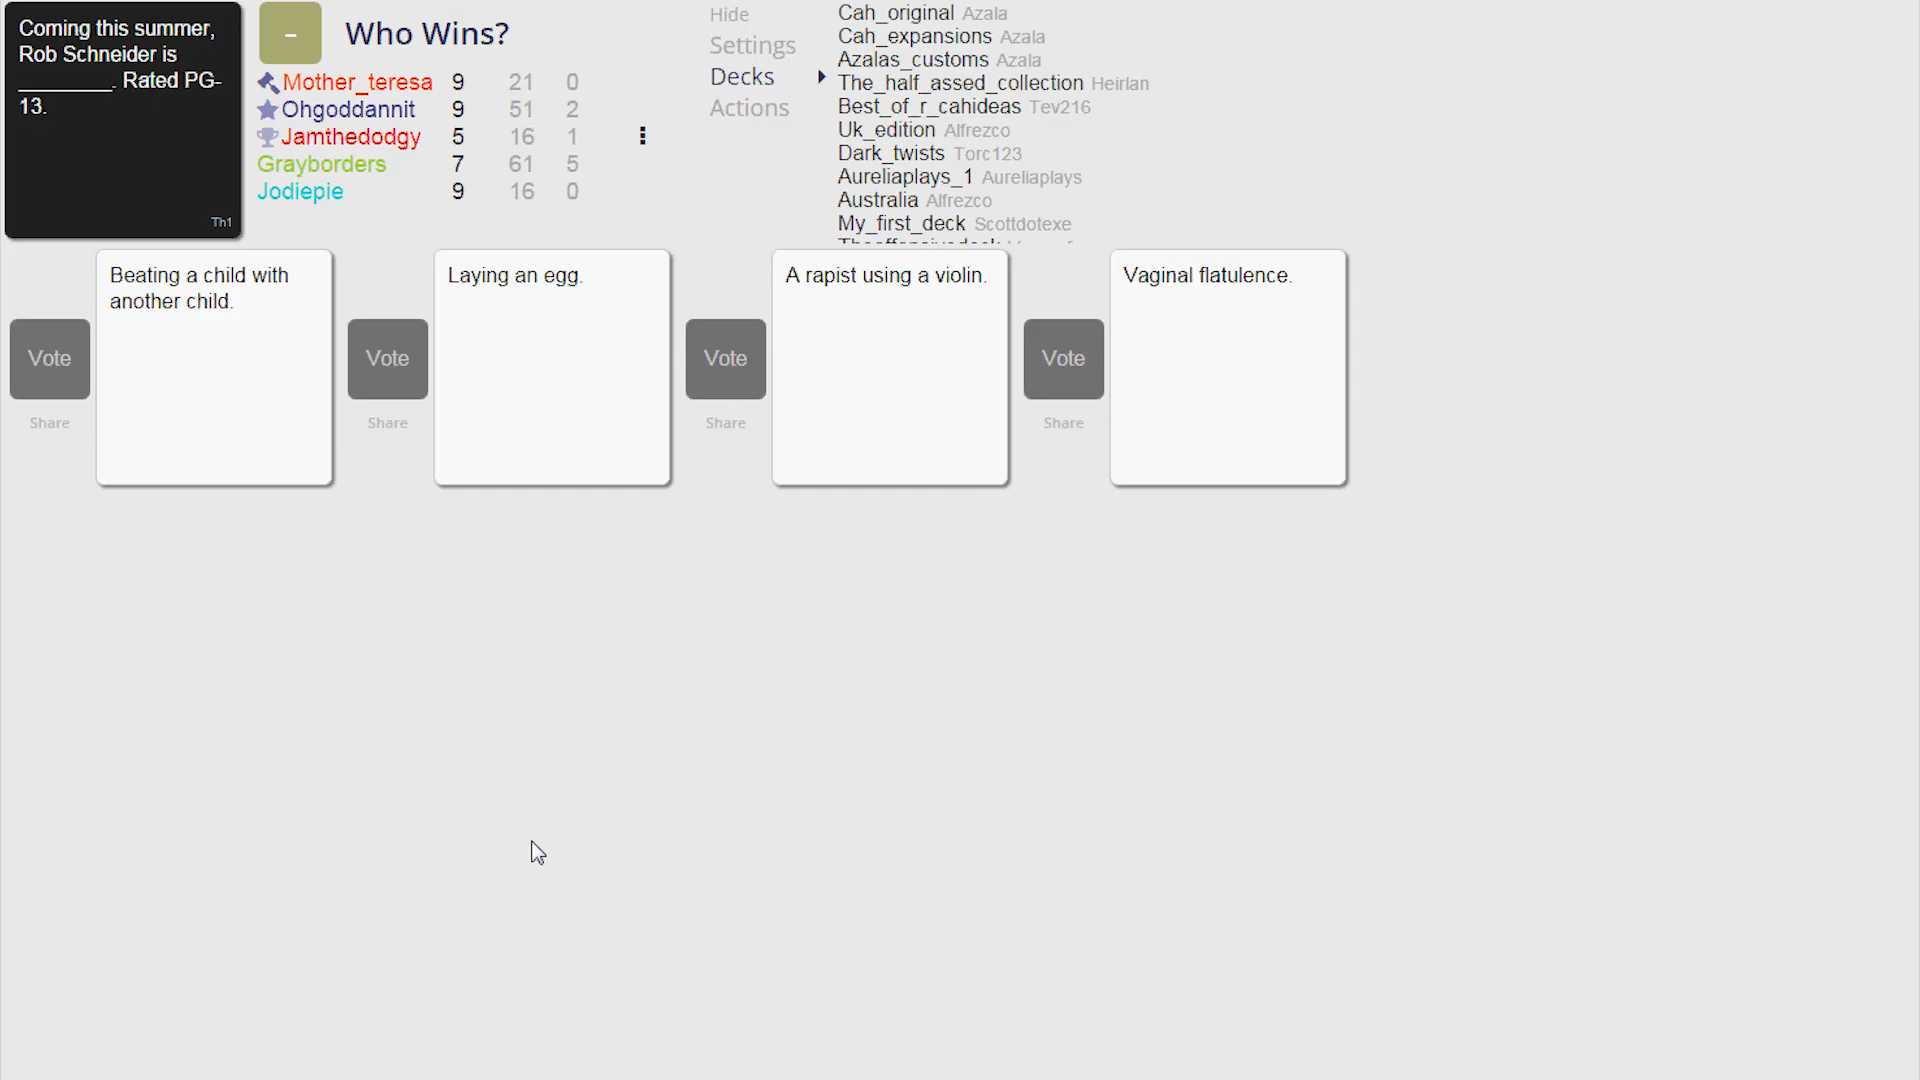 Coming this summer,
Rob Schneider is
________. Rated PG-
13.
Th1
–
Who Wins?
Mother_teresa 9 21 0
Ohgoddannit 9 51 2
Jamthedodgy 5 16 1
Grayborders 7 61 5
Jodiepie 9 16 0
Hide
Settings
Decks
Actions
Cah_original Azala
Cah_expansions Azala
Azalas_customs Azala
The_half_assed_collection Heirlan
Best_of_r_cahideas Tev216
Uk_edition Alfrezco
Dark_twists Torc123
Aureliaplays_1 Aureliaplays
Australia Alfrezco
My_first_deck Scottdotexe
Vote
Share
Beating a child with
another child.
Vote
Share
Laying an egg.
Vote
Share
A rapist using a violin.
Vote
Share
Vaginal flatulence.